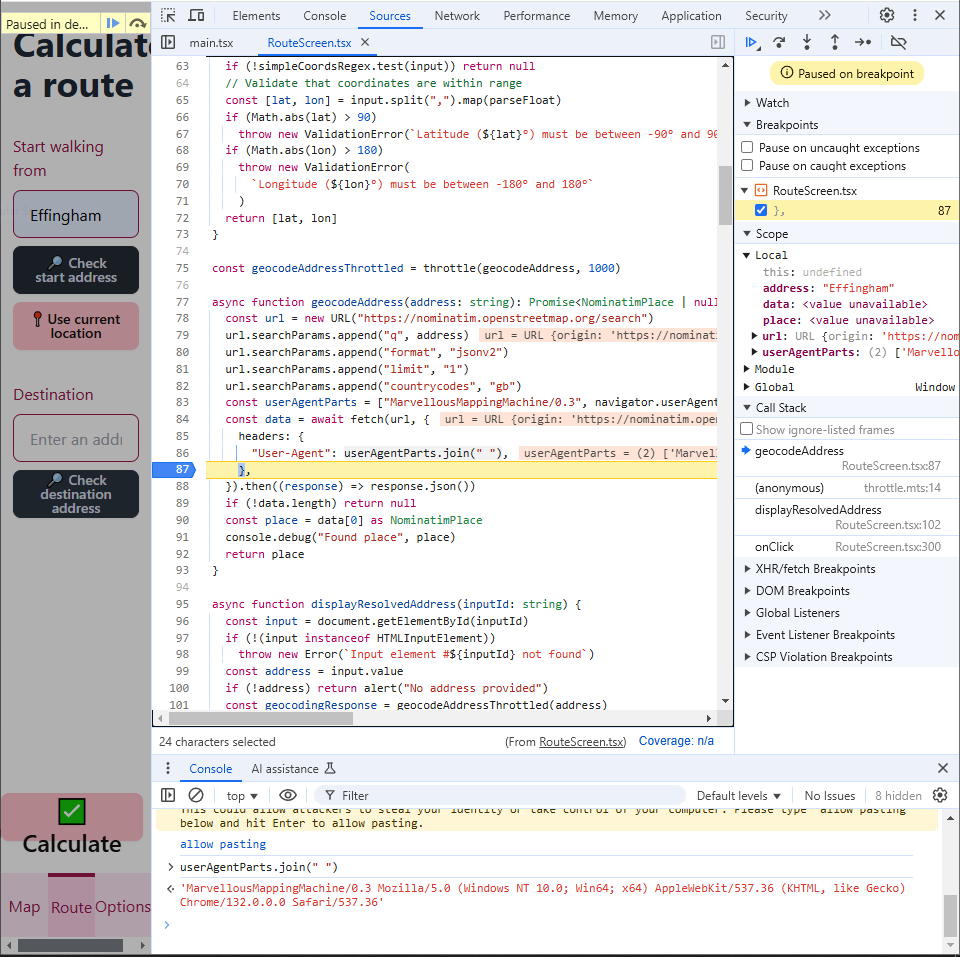 Paused in de...
Calculate
a route
Start walking
from
Effingham
🔎 Check
start address
📍 Use current
location
Destination
Enter an addr
🔎 Check
destination
address
✅
Calculate
Map Route Options
Elements Console Sources Network Performance Memory Application Security
main.tsx RouteScreen.tsx
63 if (!simpleCoordsRegex.test(input)) return null
64 // Validate that coordinates are within range
65 const [lat, lon] = input.split(",").map(parseFloat)
66 if (Math.abs(lat) > 90)
67 throw new ValidationError(`Latitude (${lat}°) must be between -90° and 90
68 if (Math.abs(lon) > 180)
69 throw new ValidationError(
70 `Longitude (${lon}°) must be between -180° and 180°`
71 )
72 return [lat, lon]
73 }
74
75 const geocodeAddressThrottled = throttle(geocodeAddress, 1000)
76
77 async function geocodeAddress(address: string): Promise<NominatimPlace | null
78 const url = new URL("https://nominatim.openstreetmap.org/search")
79 url.searchParams.append("q", address) url = URL {origin: 'https://nominati
80 url.searchParams.append("format", "jsonv2")
81 url.searchParams.append("limit", "1")
82 url.searchParams.append("countrycodes", "gb")
83 const userAgentParts = ["MarvellousMappingMachine/0.3", navigator.userAgent
84 const data = await fetch(url, { url = URL {origin: 'https://nominatim.ope
85 headers: {
86 "User-Agent": userAgentParts.join(" "), userAgentParts = (2) ['Marvell
87 },
88 }).then((response) => response.json())
89 if (!data.length) return null
90 const place = data[0] as NominatimPlace
91 console.debug("Found place", place)
92 return place
93 }
94
95 async function displayResolvedAddress(inputId: string) {
96 const input = document.getElementById(inputId)
97 if (!(input instanceof HTMLInputElement))
98 throw new Error(`Input element #${inputId} not found`)
99 const address = input.value
100 if (!address) return alert("No address provided")
101 const geocodingResponse = geocodeAddressThrottled(address)
24 characters selected (From RouteScreen.tsx) Coverage: n/a
Paused on breakpoint
Watch
Breakpoints
Pause on uncaught exceptions
Pause on caught exceptions
RouteScreen.tsx
}, 87
Scope
Local
this: undefined
address: "Effingham"
data: <value unavailable>
place: <value unavailable>
url: URL {origin: 'https://nom
userAgentParts: (2) ['Marvello
Module
Global Window
Call Stack
Show ignore-listed frames
geocodeAddress
RouteScreen.tsx:87
(anonymous) throttle.mts:14
displayResolvedAddress
RouteScreen.tsx:102
onClick RouteScreen.tsx:300
XHR/fetch Breakpoints
DOM Breakpoints
Global Listeners
Event Listener Breakpoints
CSP Violation Breakpoints
Console AI assistance
top Filter Default levels No Issues 8 hidden
This could allow attackers to steal your identity or take control of your computer. Please type 'allow pasting'
below and hit Enter to allow pasting.
allow pasting
userAgentParts.join(" ")
'MarvellousMappingMachine/0.3 Mozilla/5.0 (Windows NT 10.0; Win64; x64) AppleWebKit/537.36 (KHTML, like Gecko)
Chrome/132.0.0.0 Safari/537.36'